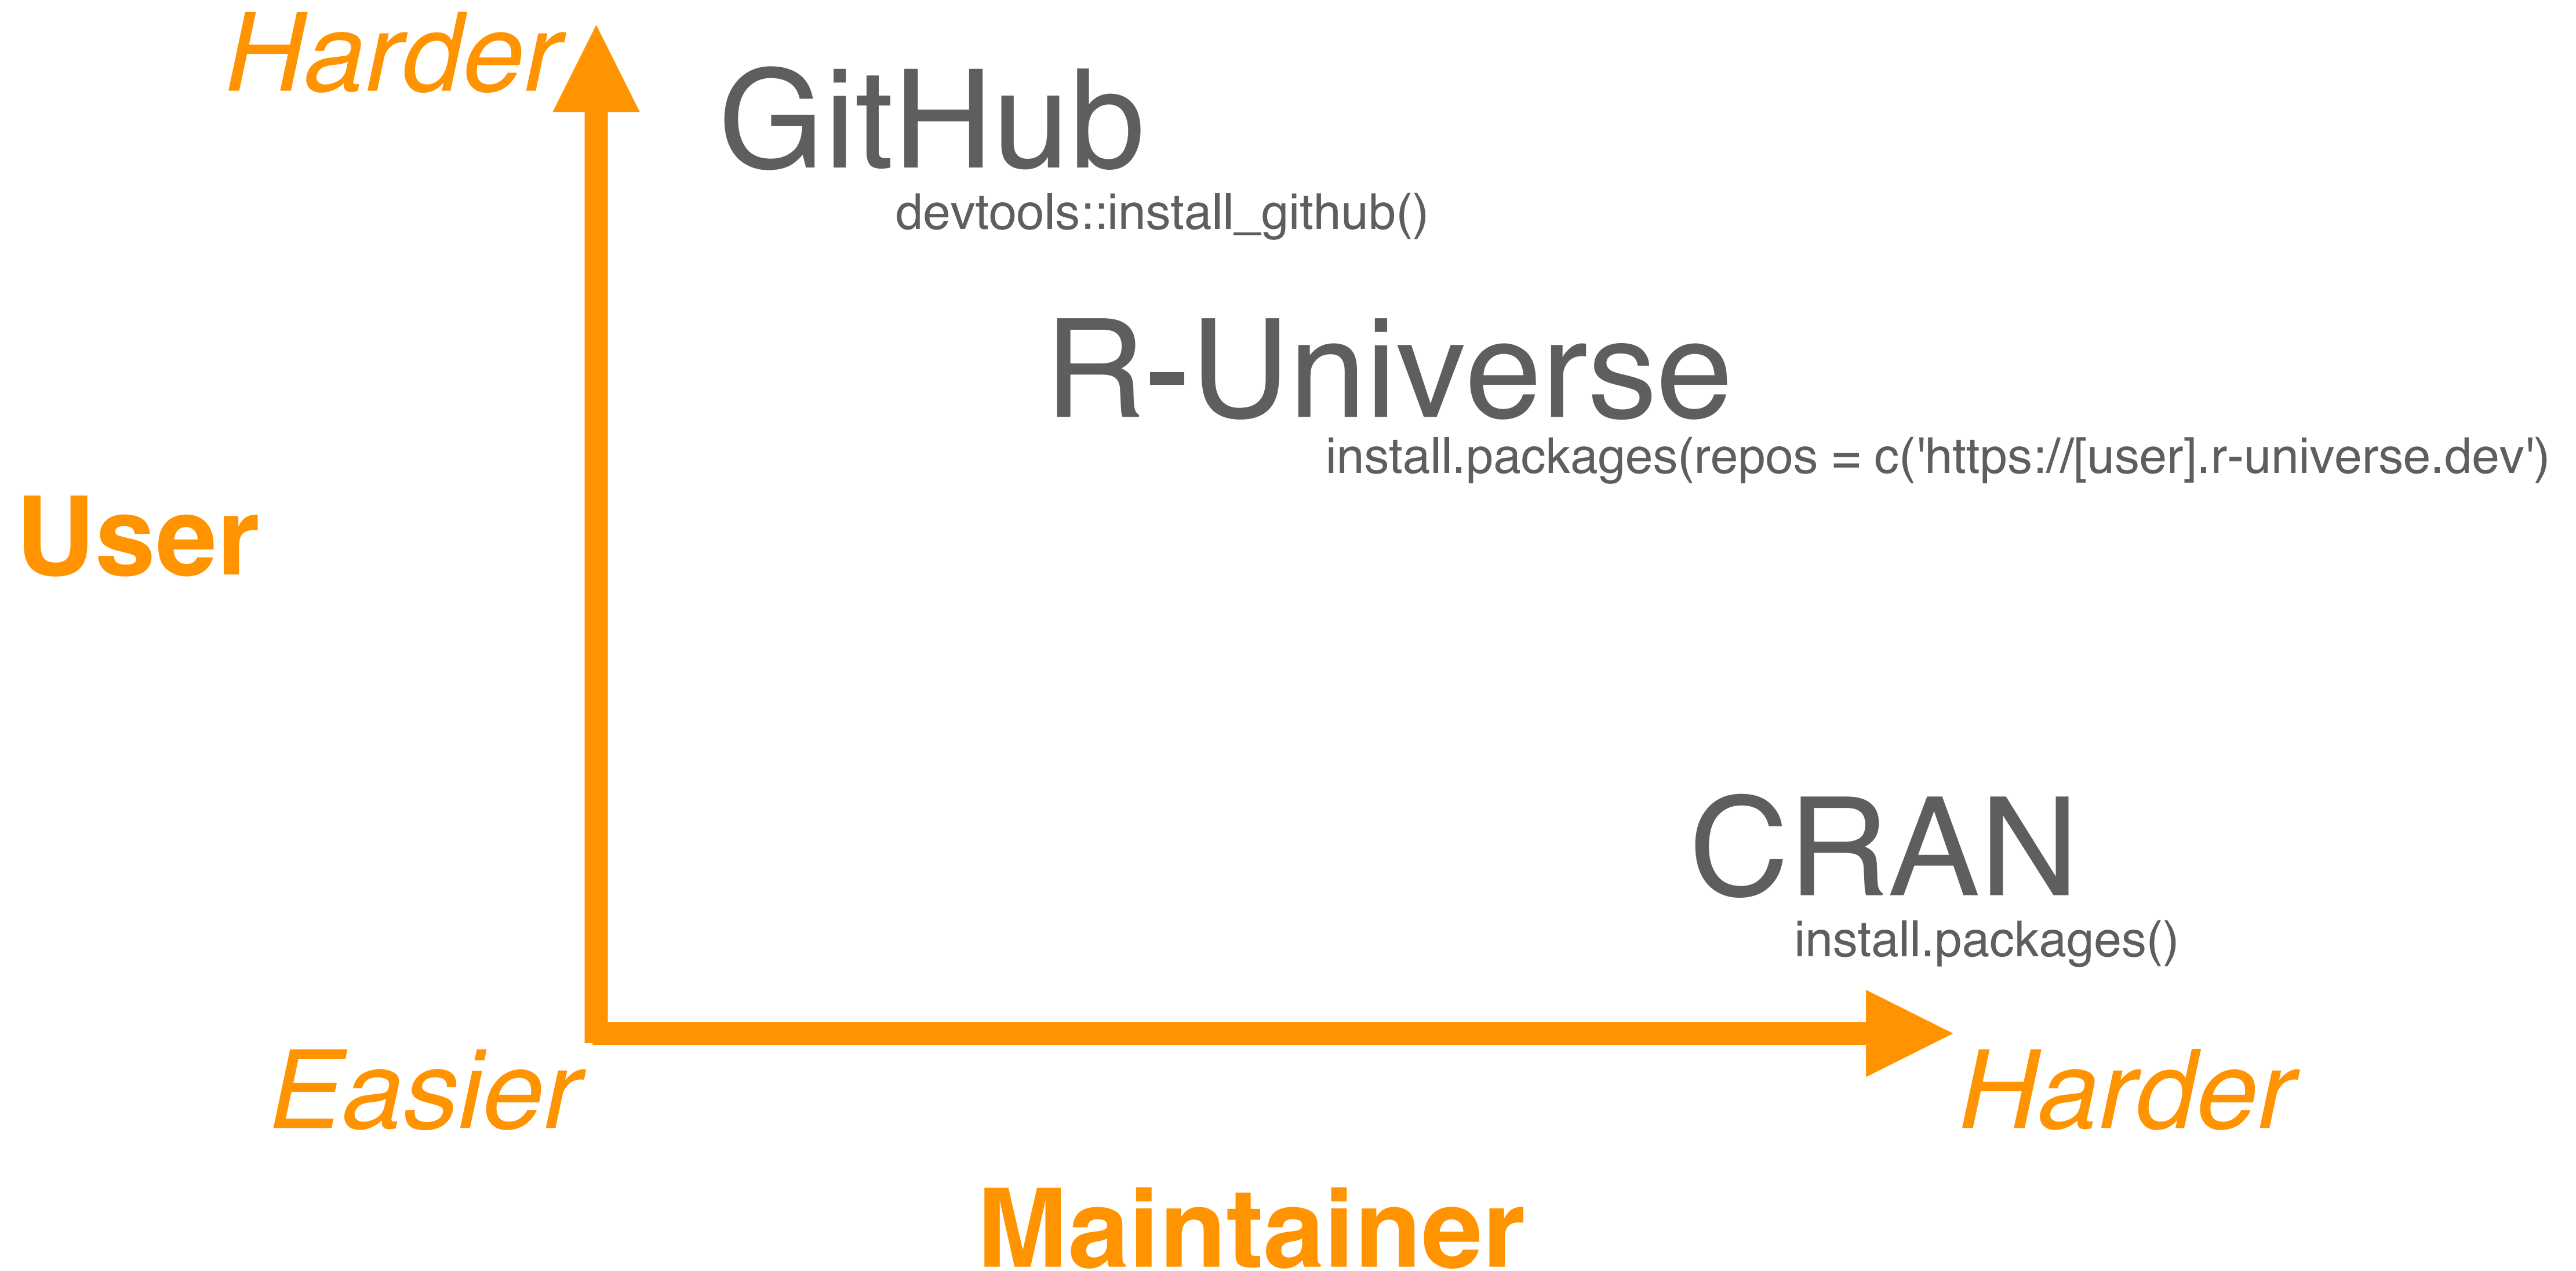 Harder
GitHub
devtools::install_github()
R-Universe
install.packages(repos = c('https://[user].r-universe.dev')
User
CRAN
install.packages()
Easier
Harder
Maintainer